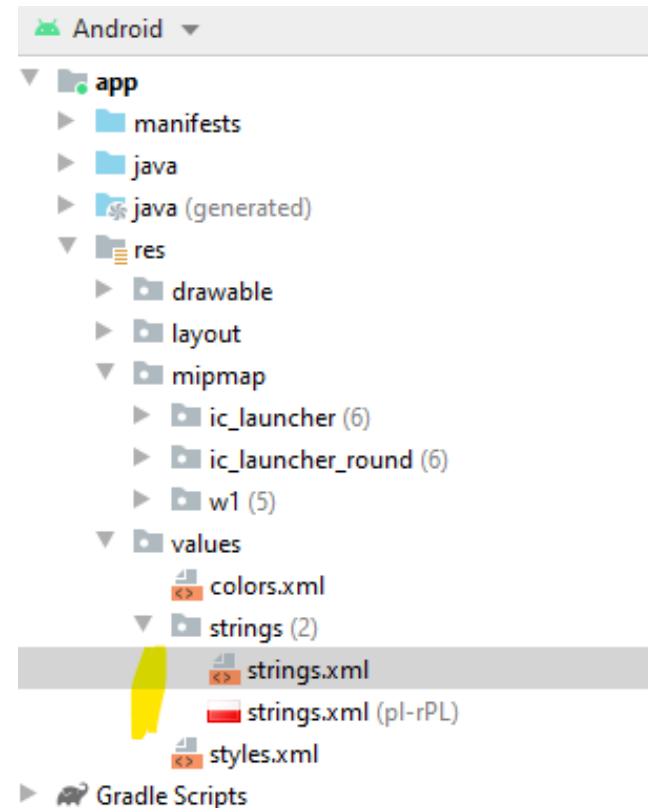 Android
app
manifests
java
java (generated)
res
drawable
layout
mipmap
ic_launcher (6)
ic_launcher_round (6)
w1 (5)
values
colors.xml
strings (2)
strings.xml
strings.xml (pl-rPL)
styles.xml
Gradle Scripts